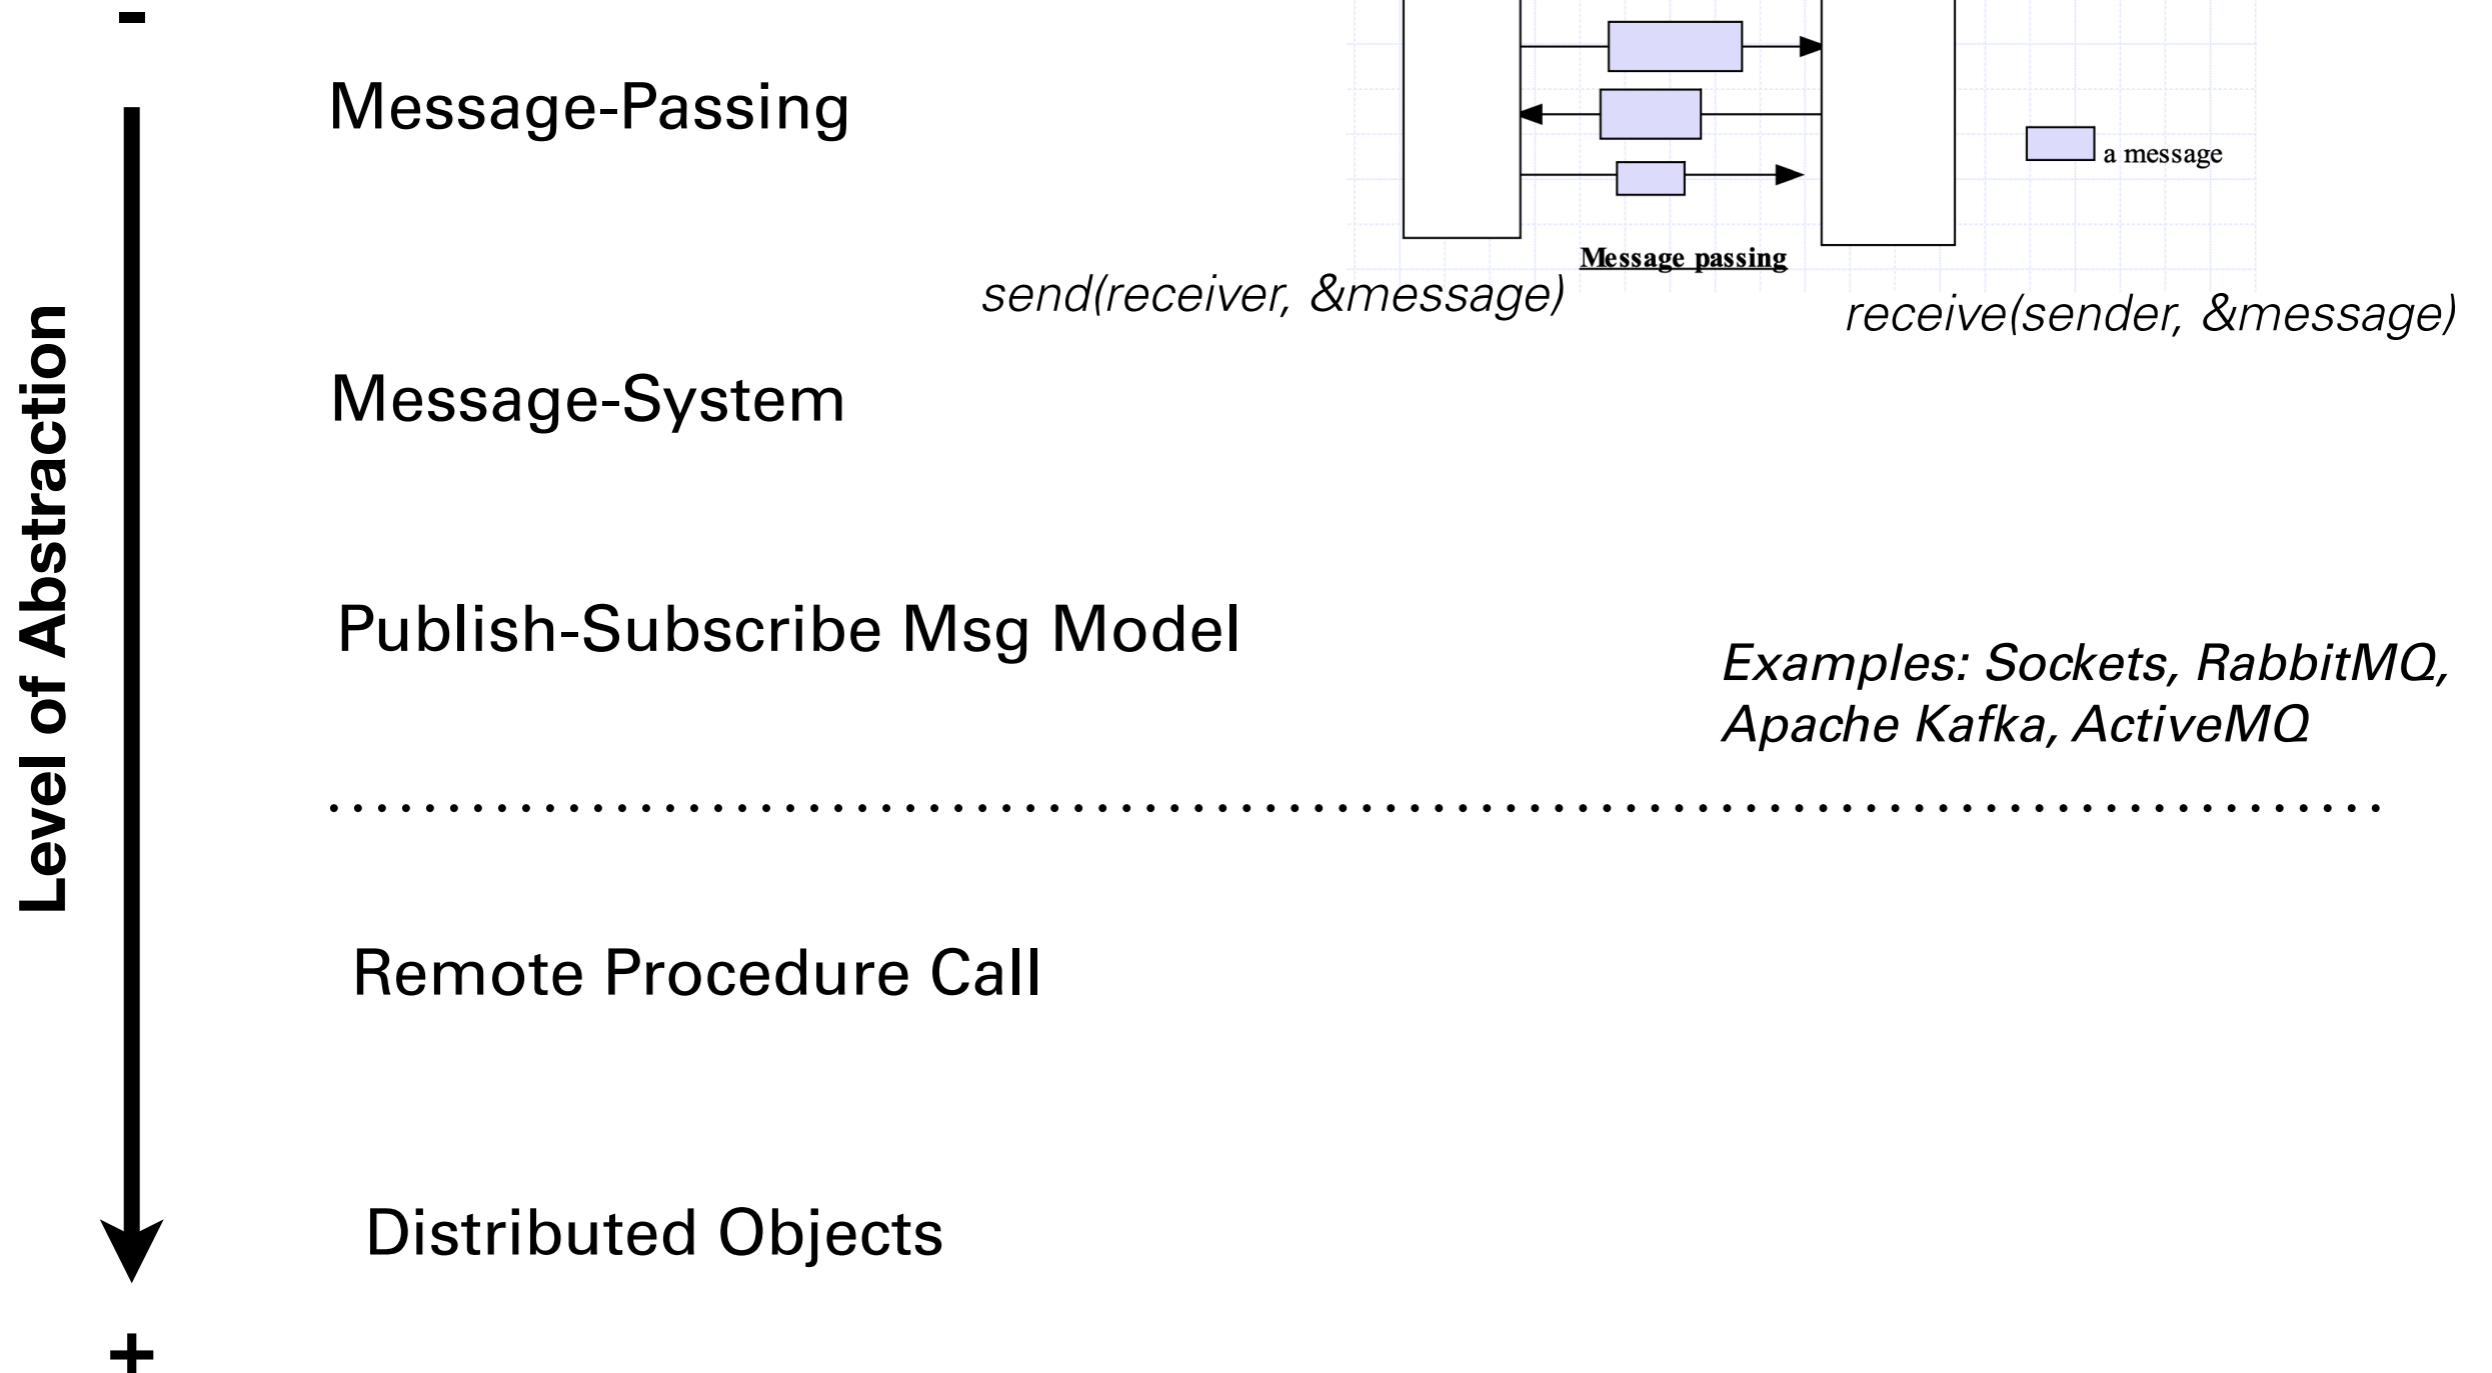 -
Message-Passing
a message
Message passing
send(receiver, &message)
receive(sender, &message)
Level of Abstraction
Message-System
Publish-Subscribe Msg Model
Examples: Sockets, RabbitMQ,
Apache Kafka, ActiveMQ
Remote Procedure Call
Distributed Objects
+